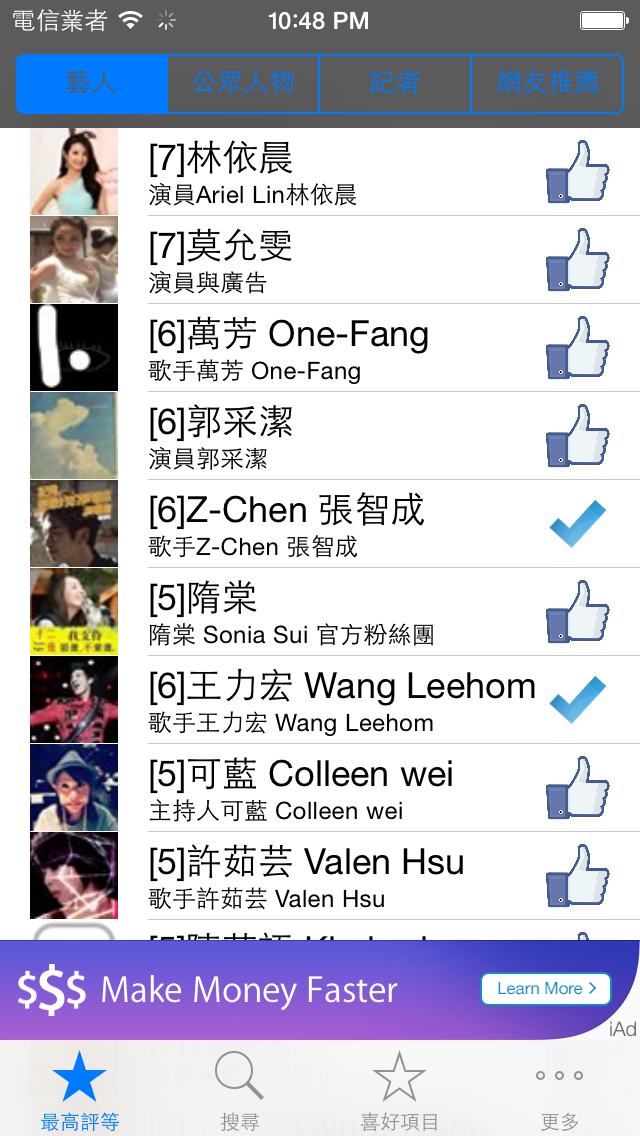 電信業者 10:48 PM
藝人 公眾人物 記者 網友推薦
[7]林依晨
演員Ariel Lin林依晨
[7]莫允雯
演員與廣告
[6]萬芳 One-Fang
歌手萬芳 One-Fang
[6]郭采潔
演員郭采潔
[6]Z-Chen 張智成
歌手Z-Chen 張智成
[5]隋棠
隋棠 Sonia Sui 官方粉絲團
[6]王力宏 Wang Leehom
歌手王力宏 Wang Leehom
[5]可藍 Colleen wei
主持人可藍 Colleen wei
[5]許茹芸 Valen Hsu
歌手許茹芸 Valen Hsu
$$$ Make Money Faster
Learn More
iAd
最高評等 搜尋 喜好項目 更多